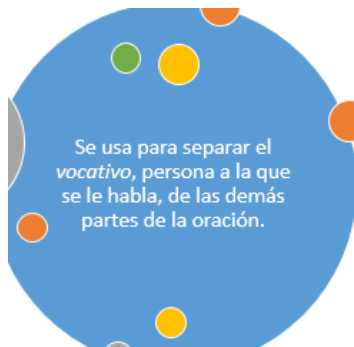 Se usa para separar el
vocativo, persona a la que
se le habla, de las demás
partes de la oración.